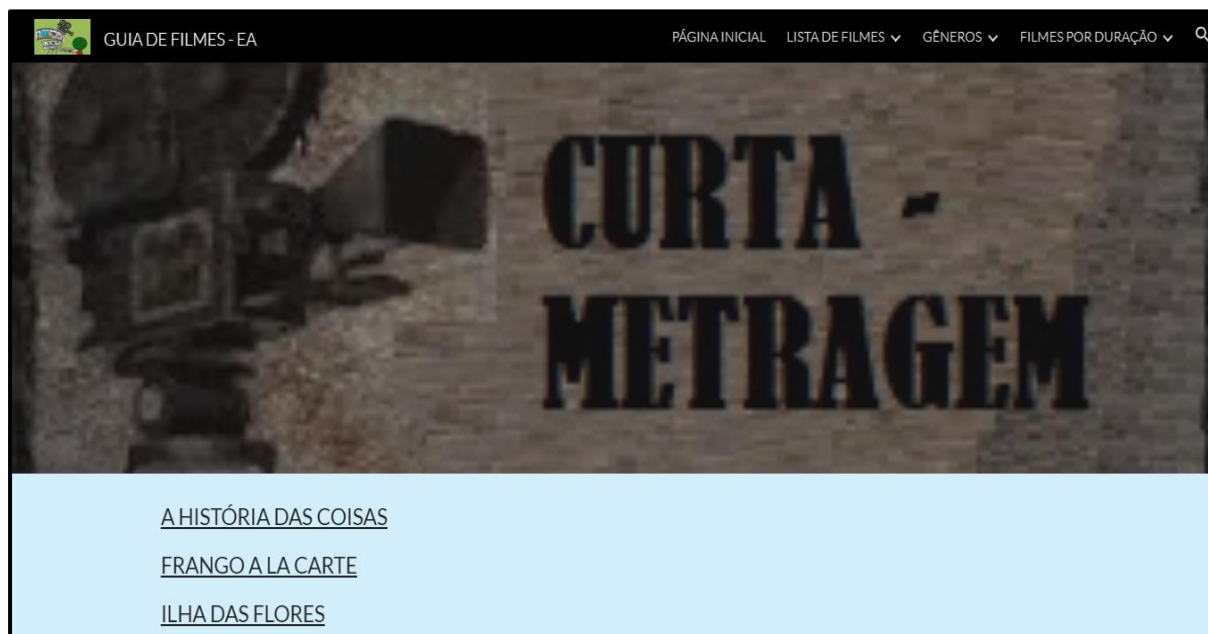 GUIA DE FILMES - EA
PÁGINA INICIAL LISTA DE FILMES GÊNEROS FILMES POR DURAÇÃO
CURTA -
METRAGEM
A HISTÓRIA DAS COISAS
FRANGO A LA CARTE
ILHA DAS FLORES